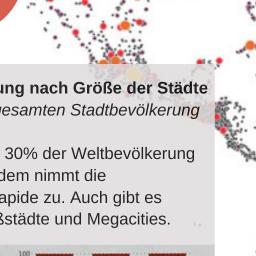 ung nach Größe der Städte
gesamten Stadtbevölkerung
30% der Weltbevölkerung
dem nimmt die
apide zu. Auch gibt es
ßstädte und Megacities.
100